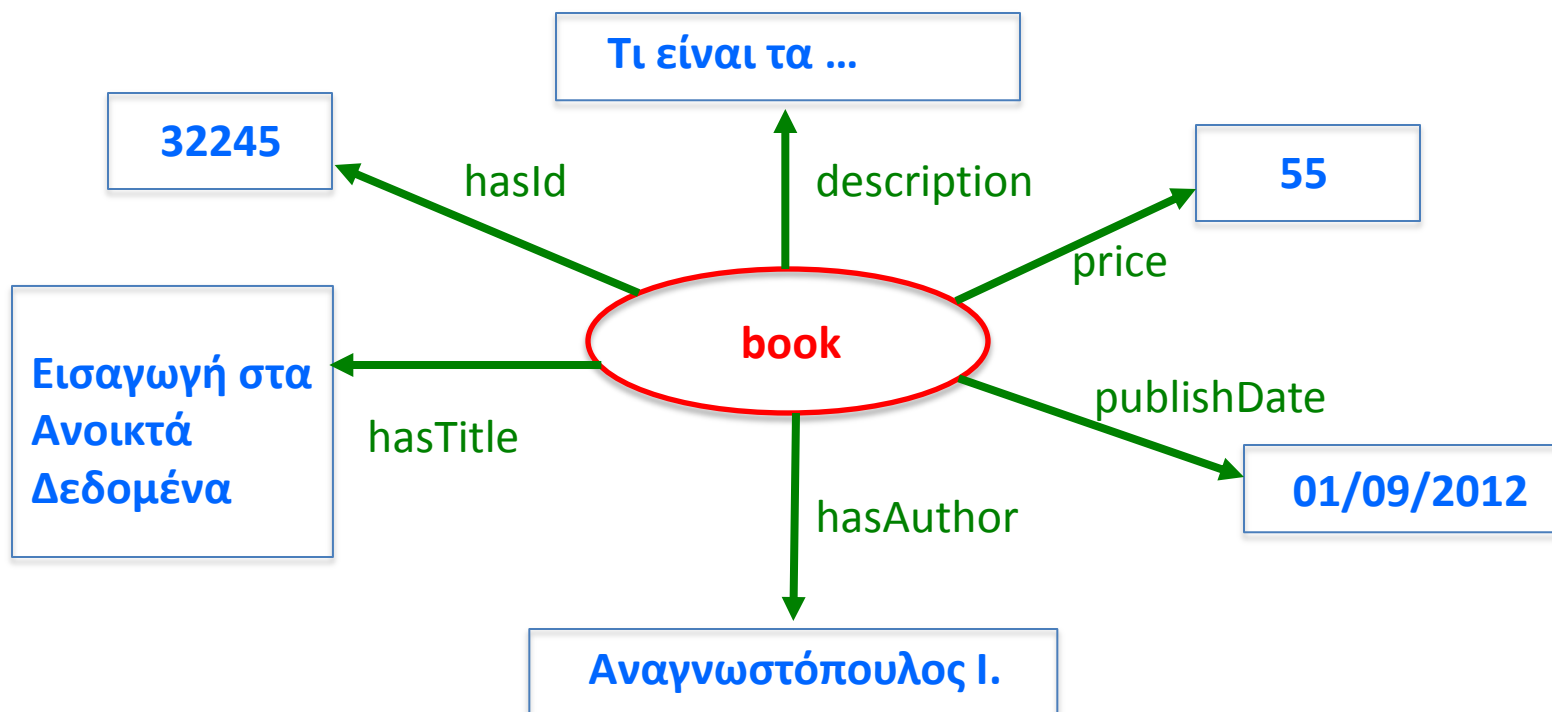 Τι είναι τα ...
32245
hasId
description
55
price
book
Εισαγωγή στα
Ανοικτά
Δεδομένα
hasTitle
publishDate
01/09/2012
hasAuthor
Αναγνωστόπουλος Ι.